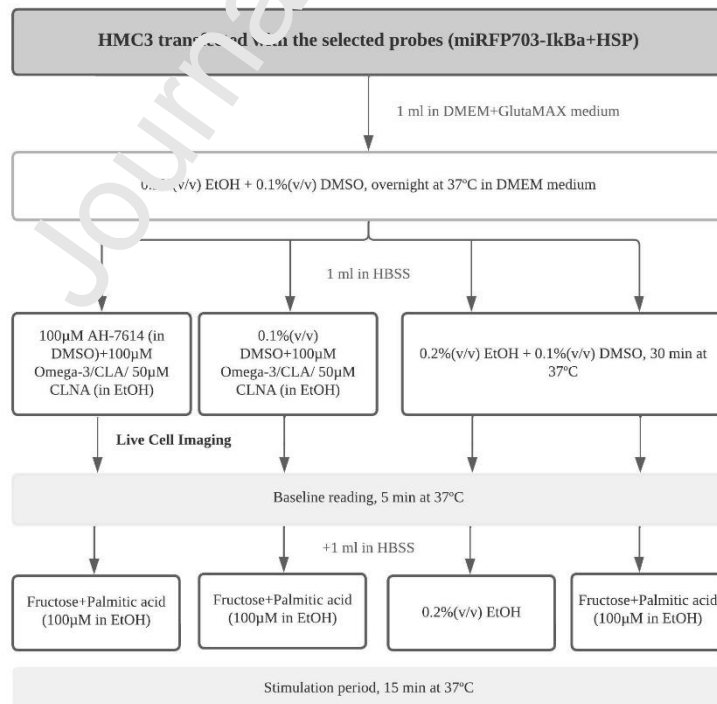 HMC3 transfected with the selected probes (miRFP703-IkBa+HSP)
1 ml in DMEM+GlutaMAX medium
EtOH + 0.1%(v/v) DMSO, overnight at 37ºC in DMEM medium
1 ml in HBSS
100µM AH-7614 (in
DMSO)+100µM
Omega-3/CLA/ 50µM
CLNA (in EtOH)
0.1%(v/v)
DMSO+100µM
Omega-3/CLA/ 50µM
CLNA (in EtOH)
0.2%(v/v) EtOH + 0.1%(v/v) DMSO, 30 min at
37ºC
Live Cell Imaging
Baseline reading, 5 min at 37ºC
+1 ml in HBSS
Fructose+Palmitic acid
(100µM in EtOH)
Fructose+Palmitic acid
(100µM in EtOH)
0.2%(v/v) EtOH
Fructose+Palmitic acid
(100µM in EtOH)
Stimulation period, 15 min at 37ºC
Journa